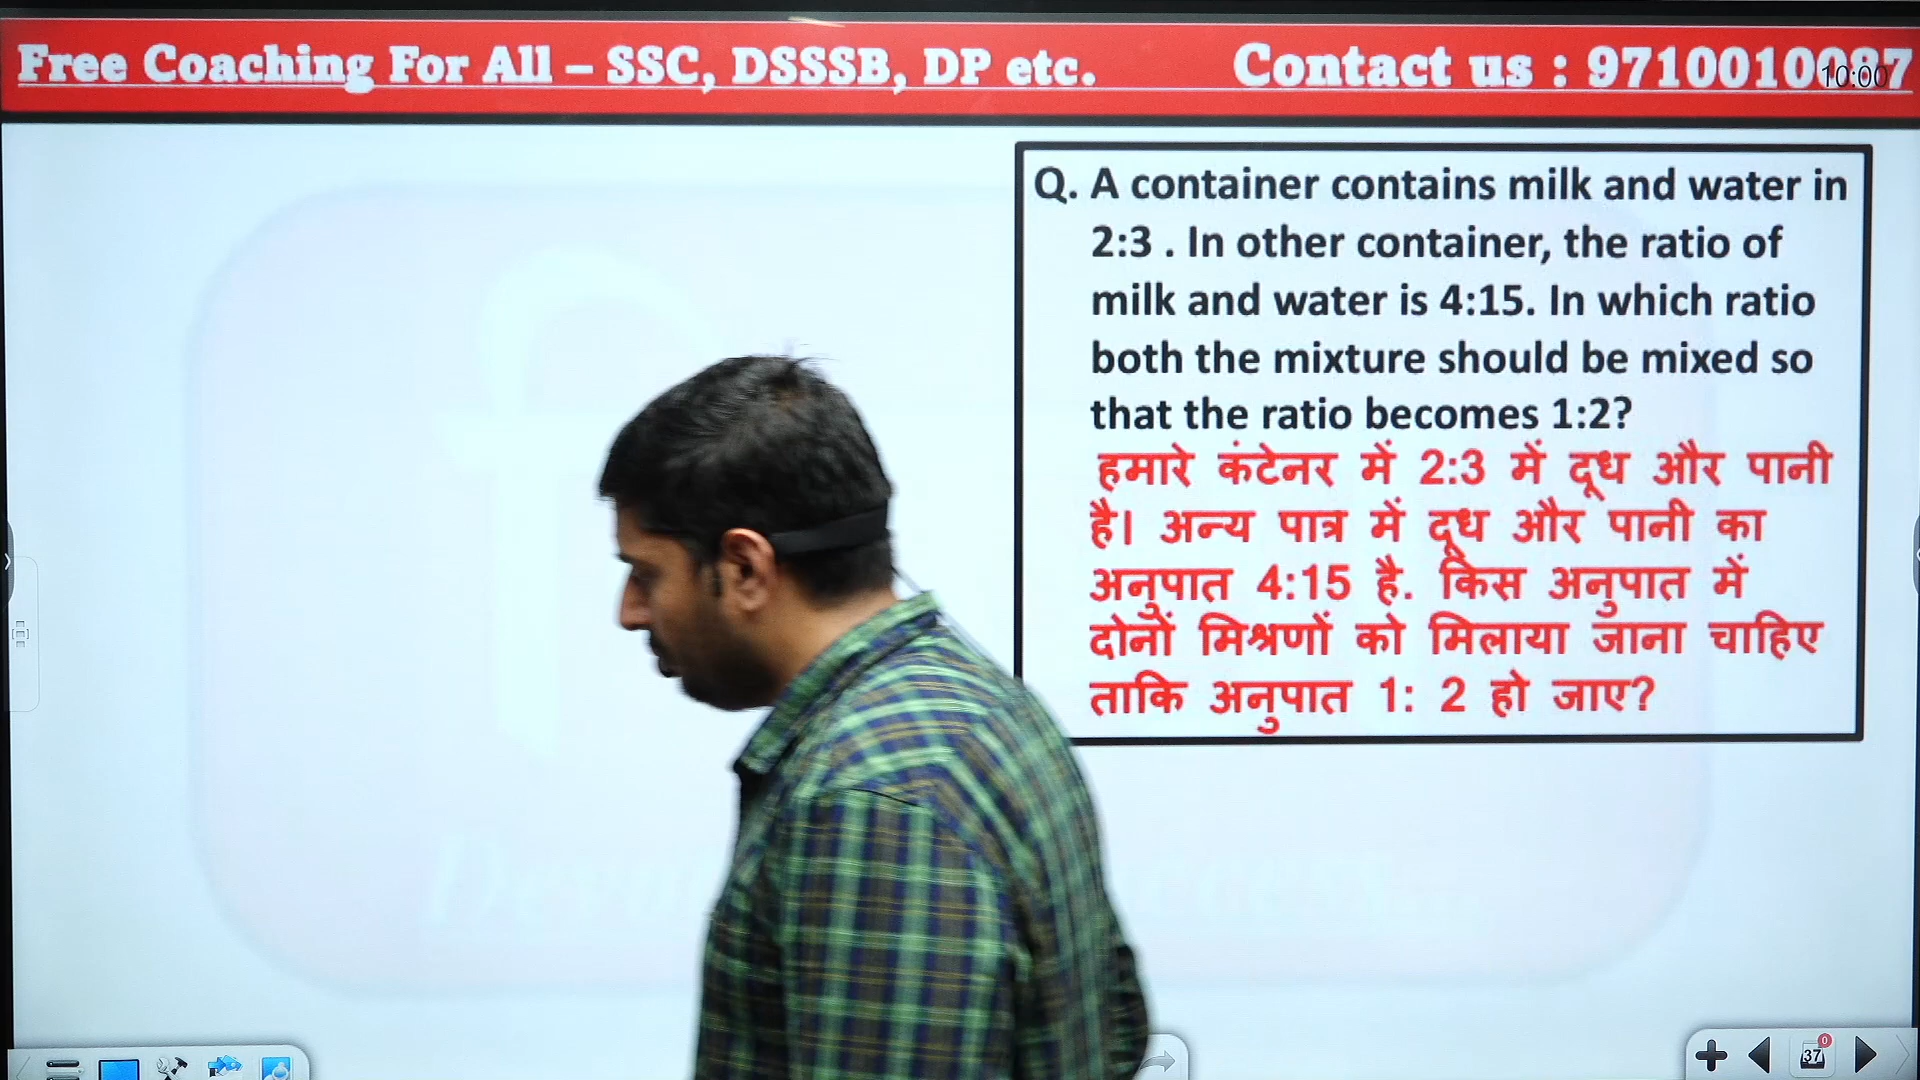 Free Coaching For All – SSC, DSSSB, DP etc.
Contact us : 9710010087
10:00
Q. A container contains milk and water in
2:3 . In other container, the ratio of
milk and water is 4:15. In which ratio
both the mixture should be mixed so
that the ratio becomes 1:2?
हमारे कंटेनर में 2:3 में दूध और पानी
है। अन्य पात्र में दूध और पानी का
अनुपात 4:15 है. किस अनुपात में
दोनों मिश्रणों को मिलाया जाना चाहिए
ताकि अनुपात 1: 2 हो जाए?
37
0